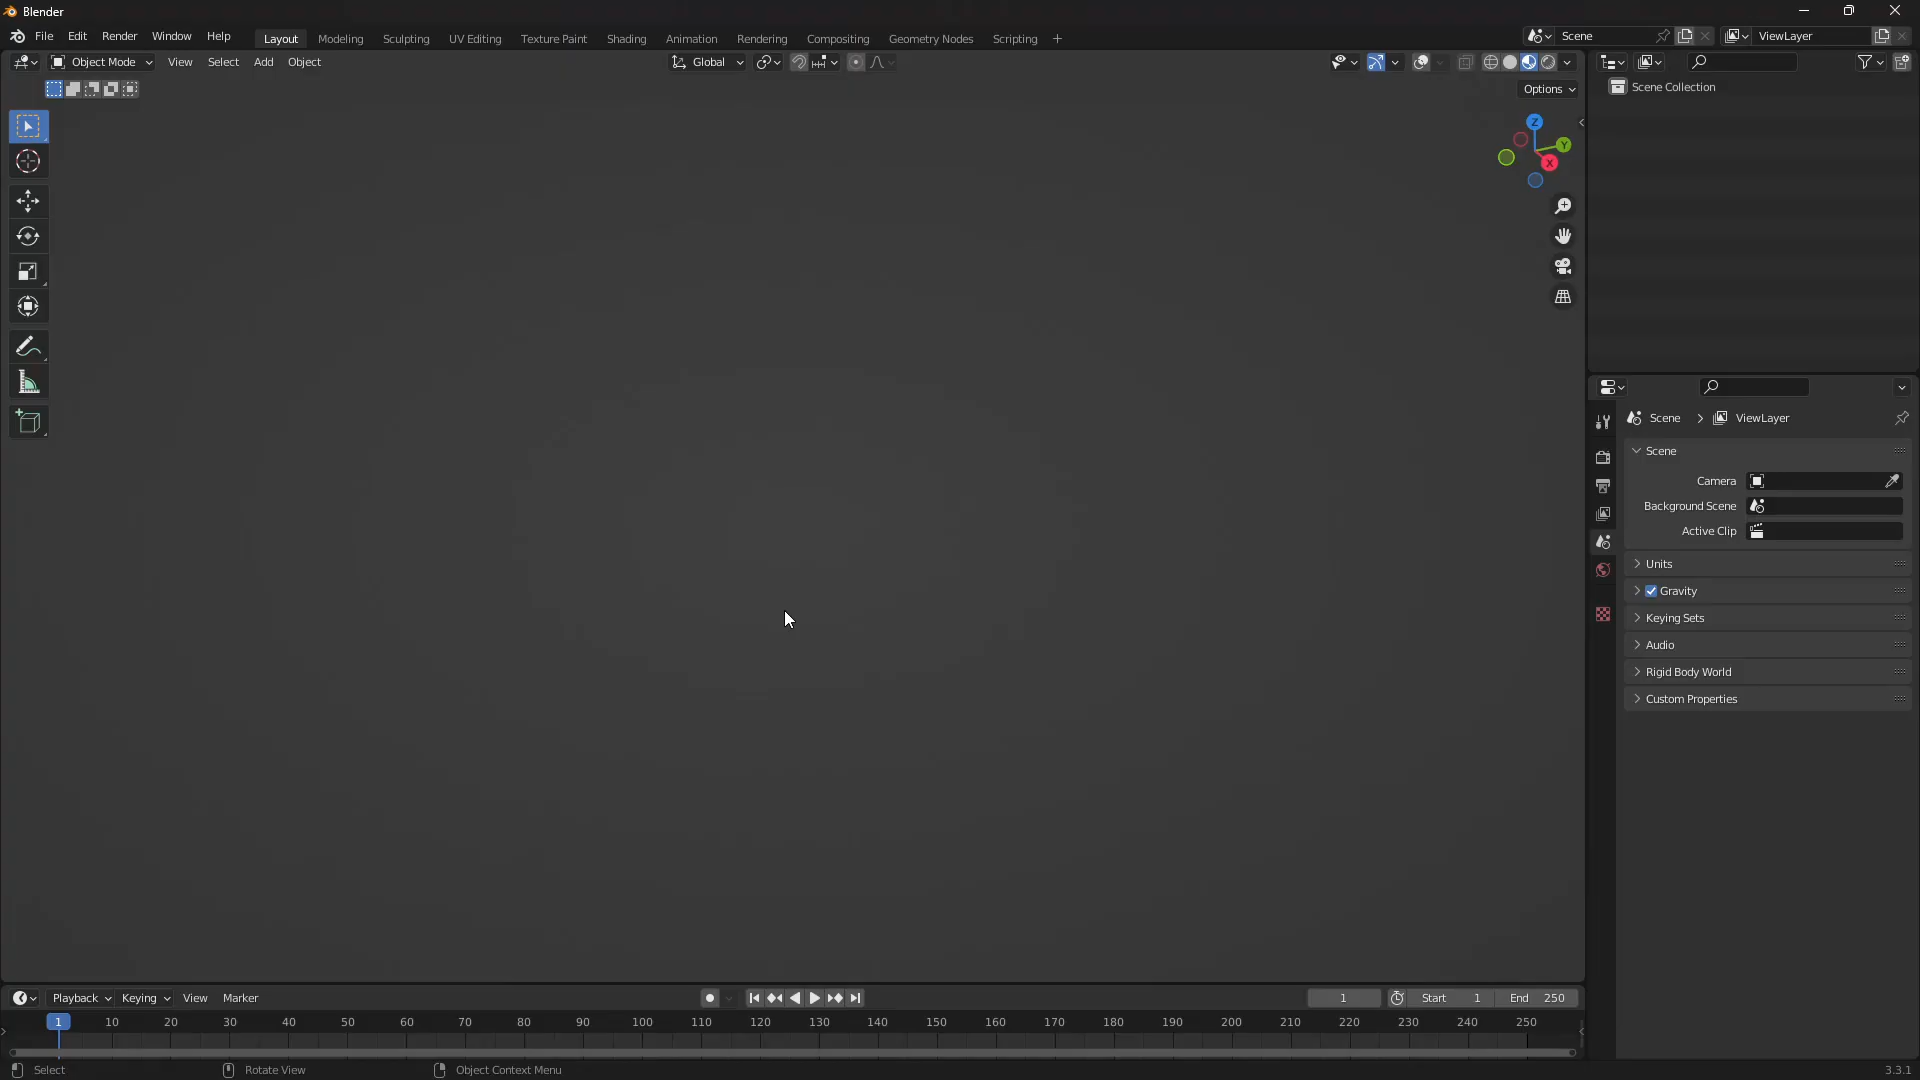 Blender
File Edit Render Window Help Layout Modeling Sculpting UV Editing Texture Paint Shading Animation Rendering Compositing Geometry Nodes Scripting + Scene ViewLayer
Object Mode View Select Add Object Global
Options
Z
Y
X
Scene Collection
Scene > ViewLayer
Scene
Camera
Background Scene
Active Clip
Units
Gravity
Keying Sets
Audio
Rigid Body World
Custom Properties
Playback Keying View Marker 1 Start 1 End 250
1 10 20 30 40 50 60 70 80 90 100 110 120 130 140 150 160 170 180 190 200 210 220 230 240 250
Select Rotate View Object Context Menu 3.3.1